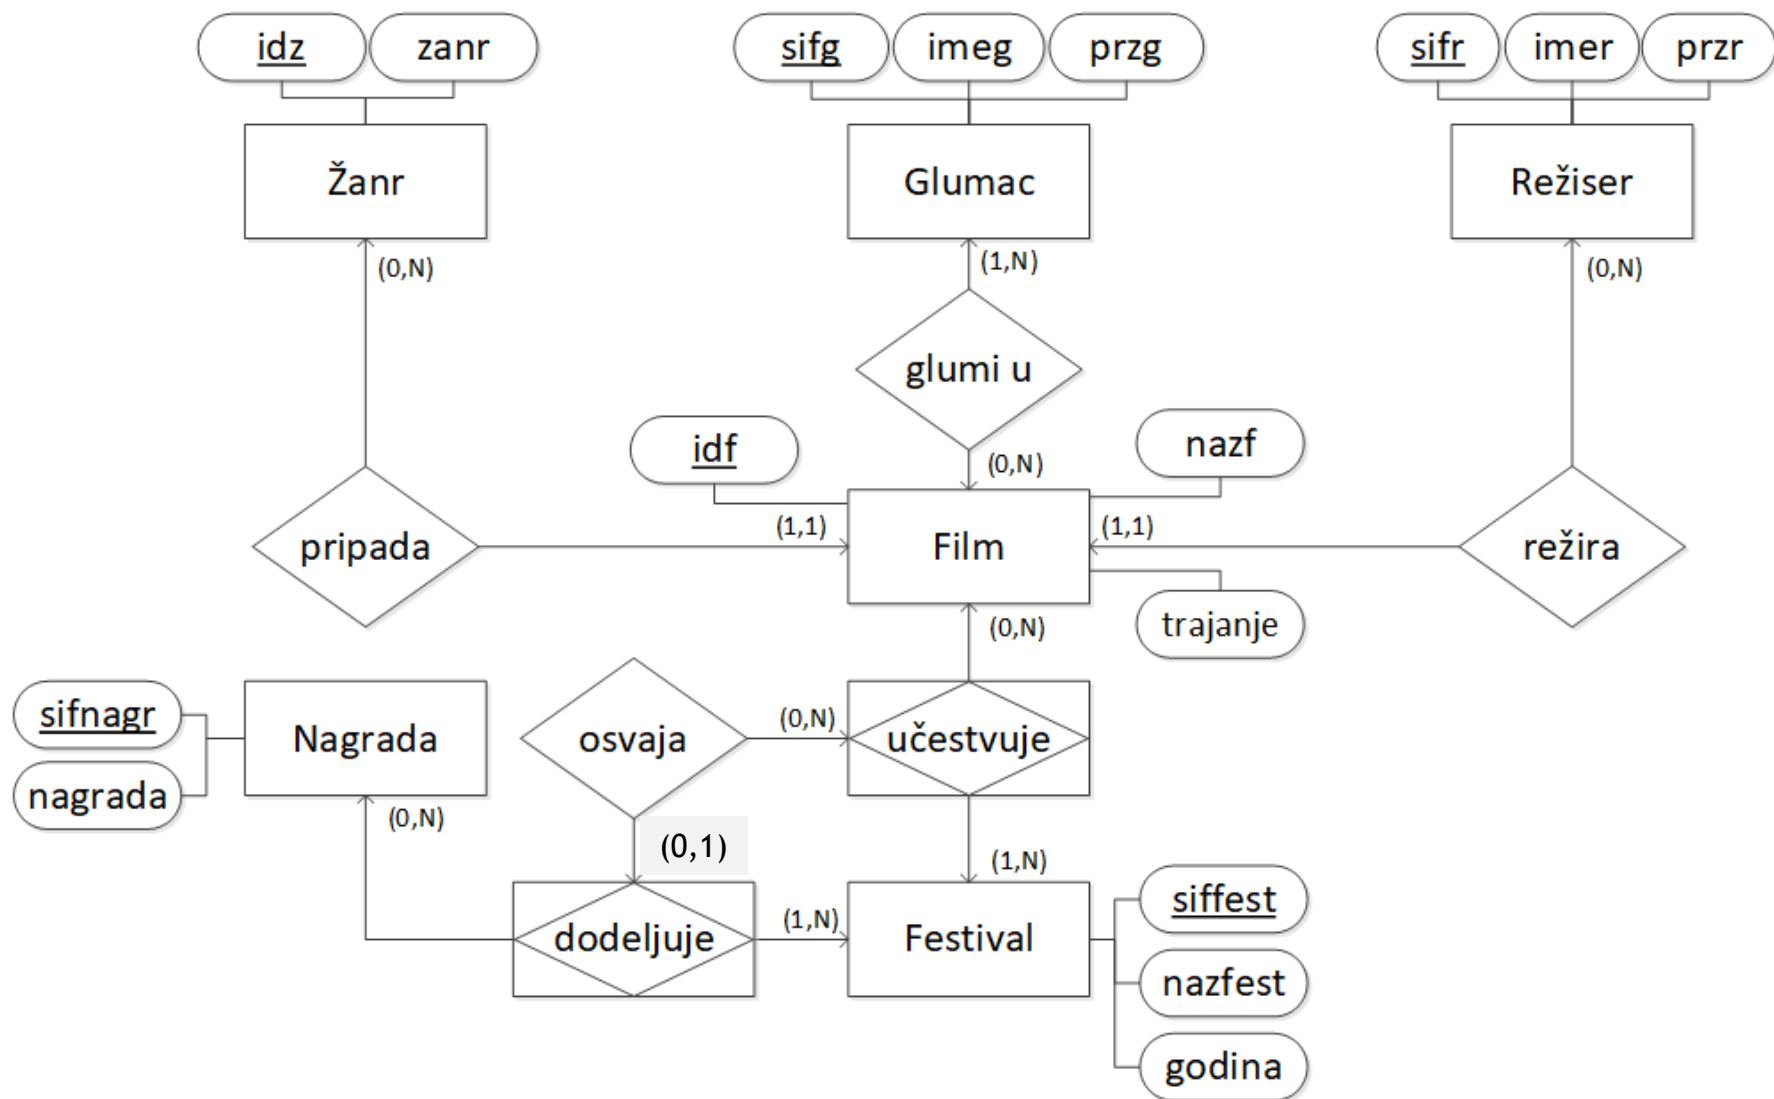 idz
zanr
sifg
imeg
przg
sifr
imer
przr
Žanr
Glumac
Režiser
(0,N)
(1,N)
(0,N)
glumi u
idf
nazf
(0,N)
pripada
(1,1)
Film
(1,1)
režira
trajanje
(0,N)
sifnagr
nagrada
Nagrada
osvaja
(0,N)
učestvuje
(0,N)
(0,1)
(1,N)
dodeljuje
(1,N)
Festival
siffest
nazfest
godina